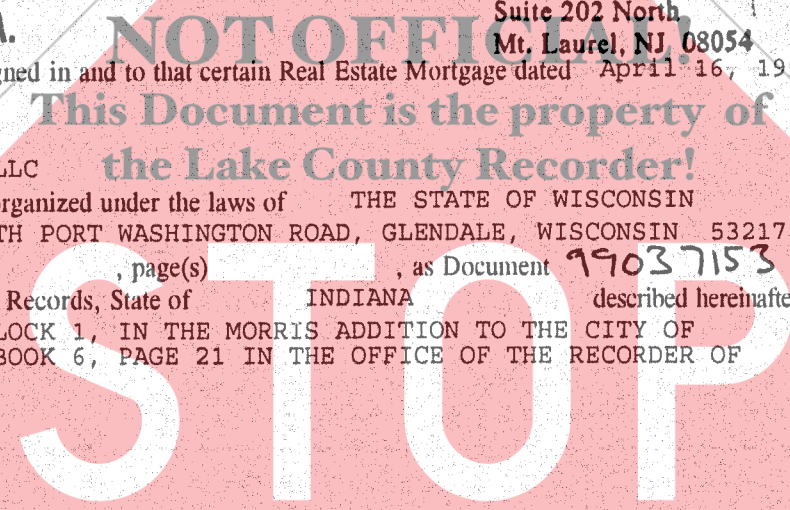 Suite 202 North
NOT OFFICIAL!
Mt. Laurel, NJ 08054
gned in and to that certain Real Estate Mortgage dated April 16, 19
This Document is the property of
the Lake County Recorder!
LLC
organized under the laws of THE STATE OF WISCONSIN
TH PORT WASHINGTON ROAD, GLENDALE, WISCONSIN 53217
, page(s) , as Document 99037153
Records, State of INDIANA described hereinafte
LOCK 1, IN THE MORRIS ADDITION TO THE CITY OF
BOOK 6, PAGE 21 IN THE OFFICE OF THE RECORDER OF
STOP